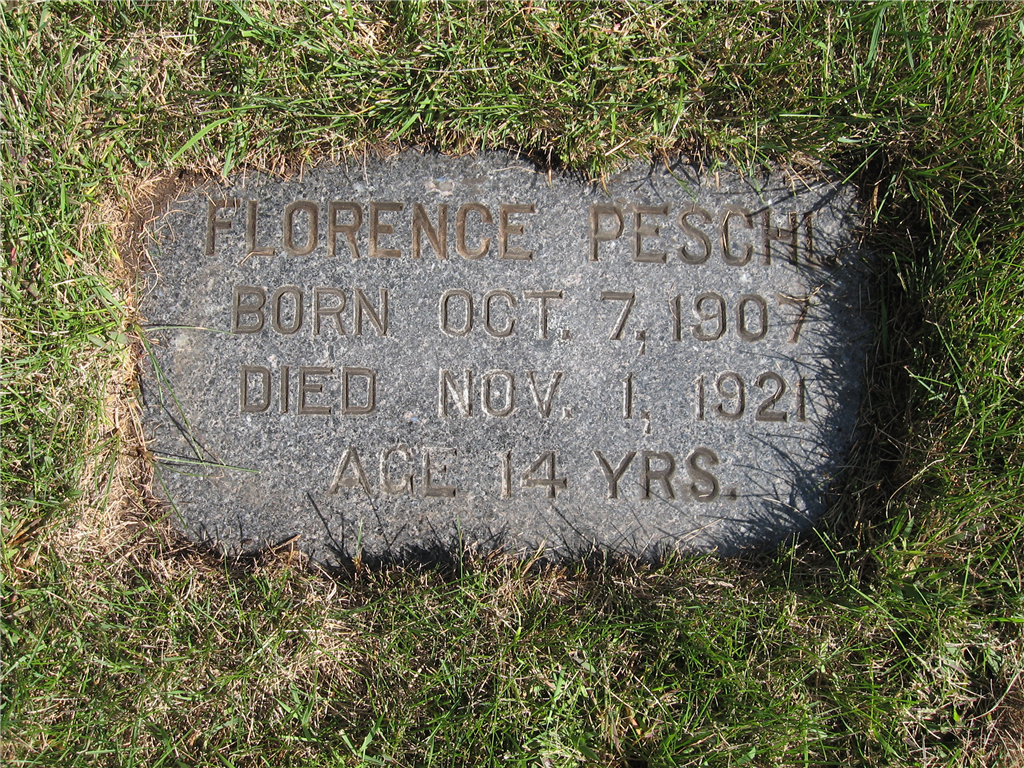 FLORENCE PESCHL
BORN OCT. 7, 1907
DIED NOV. 1, 1921
AGE 14 YRS.